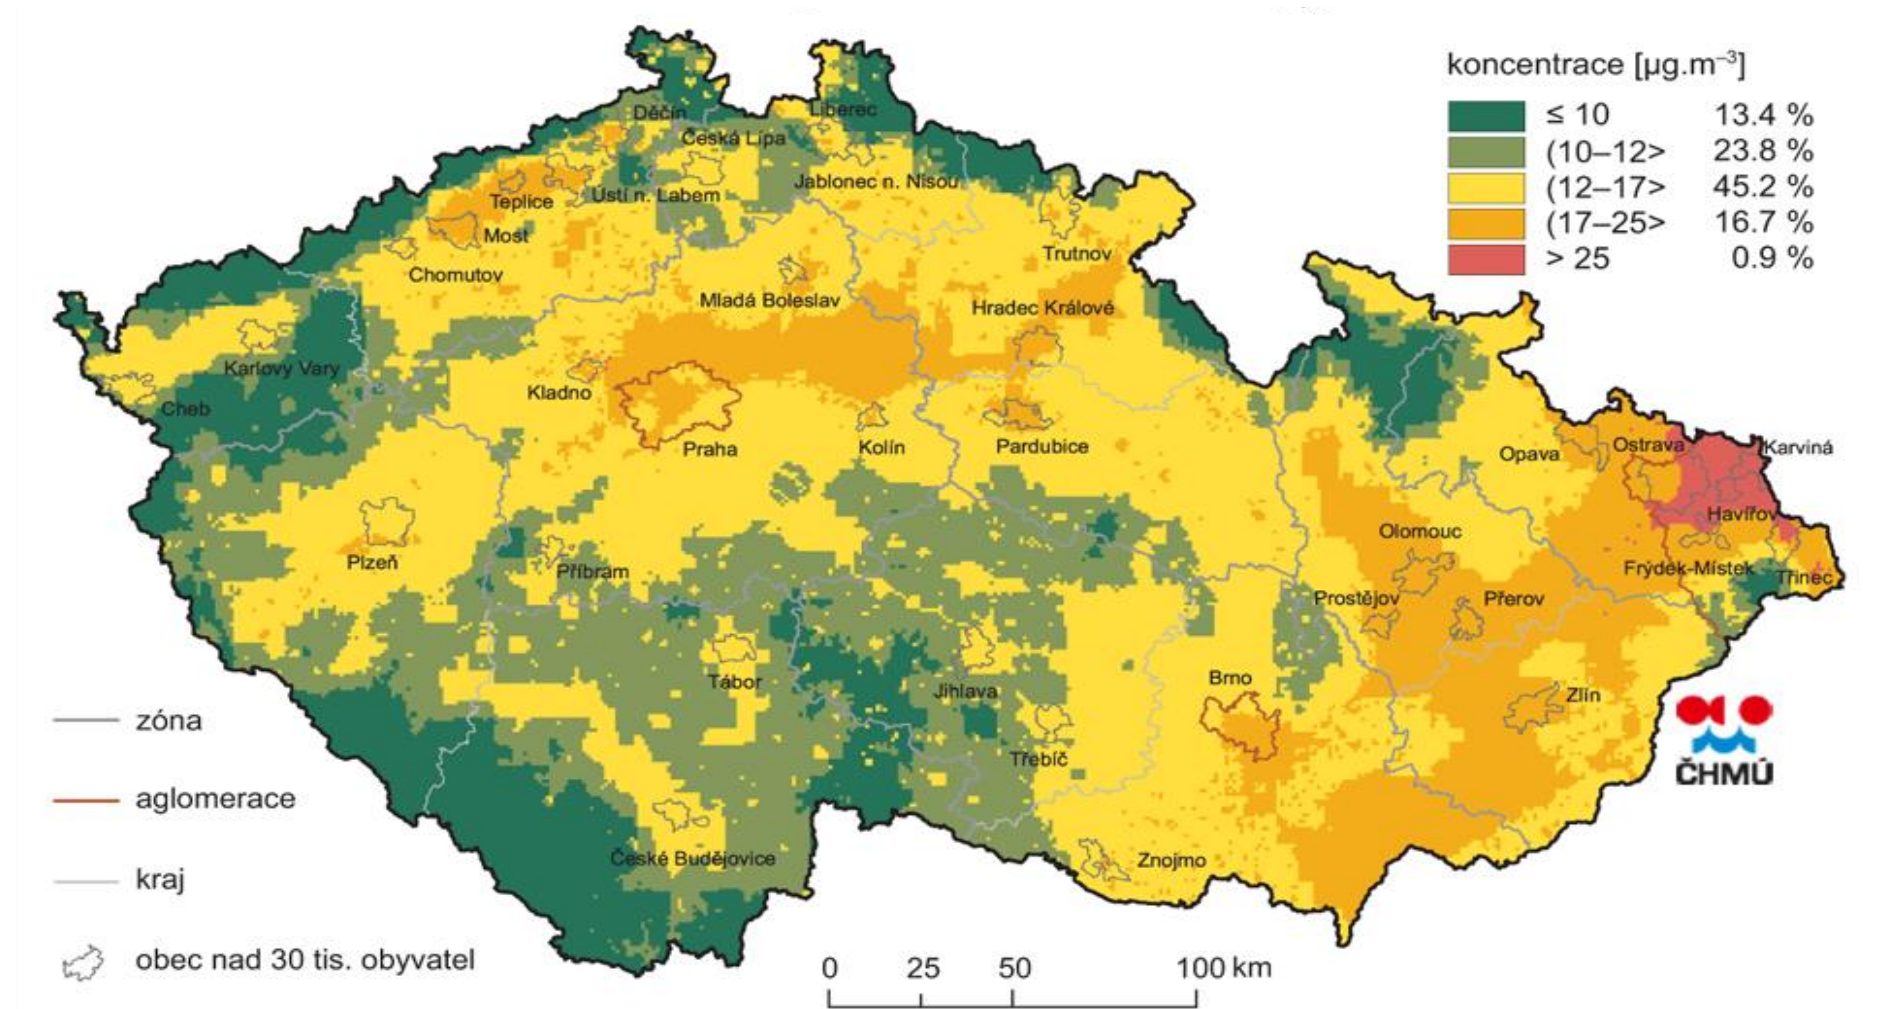 koncentrace [µg.m⁻³]
≤ 10 13.4 %
(10–12> 23.8 %
(12–17> 45.2 %
(17–25> 16.7 %
> 25 0.9 %
Děčín
Liberec
Česká Lípa
Jablonec n. Nisou
Ústí n. Labem
Teplice
Most
Chomutov
Trutnov
Mladá Boleslav
Hradec Králové
Karlovy Vary
Kladno
Cheb
Praha
Kolín
Pardubice
Opava
Ostrava
Karviná
Havířov
Olomouc
Plzeň
Příbram
Frýdek-Místek
Třinec
Prostějov
Přerov
Tábor
Jihlava
Brno
Zlín
Třebíč
České Budějovice
Znojmo
ČHMÚ
zóna
aglomerace
kraj
obec nad 30 tis. obyvatel
0 25 50 100 km